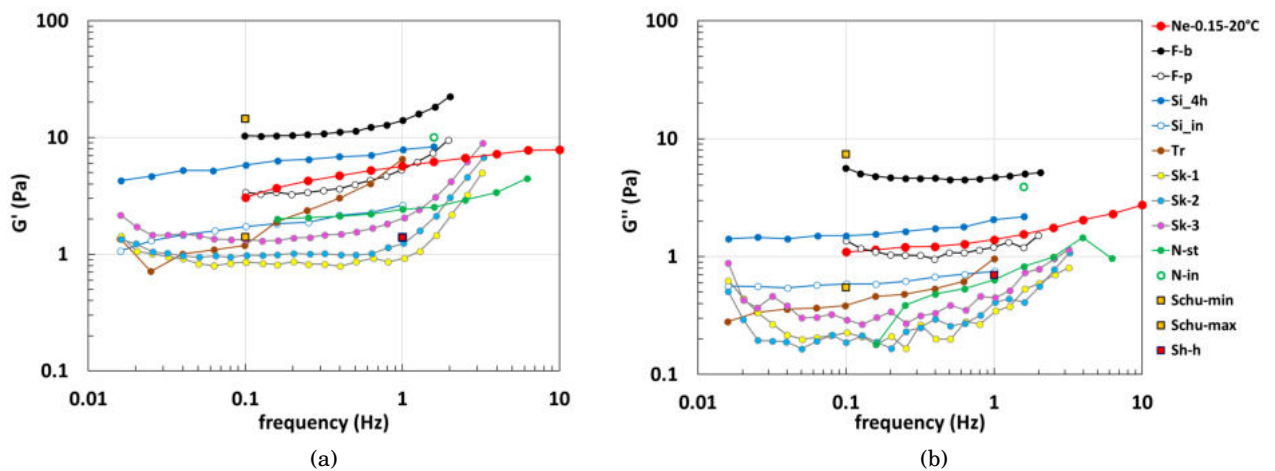 100
10
1
0.1
G' (Pa)
0.01
0.1
1
10
frequency (Hz)
(a)
100
10
1
0.1
G'' (Pa)
0.01
0.1
1
10
frequency (Hz)
(b)
Ne-0.15-20°C
F-b
F-p
Si_4h
Si_in
Tr
Sk-1
Sk-2
Sk-3
N-st
N-in
Schu-min
Schu-max
Sh-h